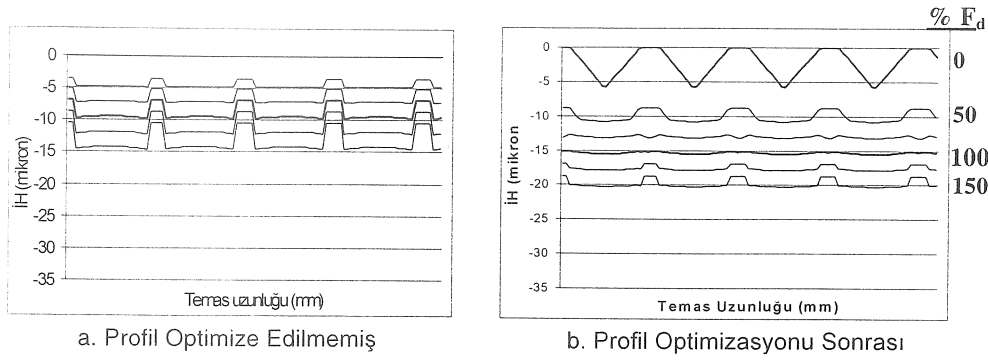 0
-5
-10
-15
-20
-25
-30
-35
İH (mikron)
Temas uzunluğu (mm)
a. Profil Optimize Edilmemiş
% Fd
0
-5
-10
-15
-20
-25
-30
-35
İH (mikron
Temas Uzunluğu (mm)
0
50
100
150
b. Profil Optimizasyonu Sonrası